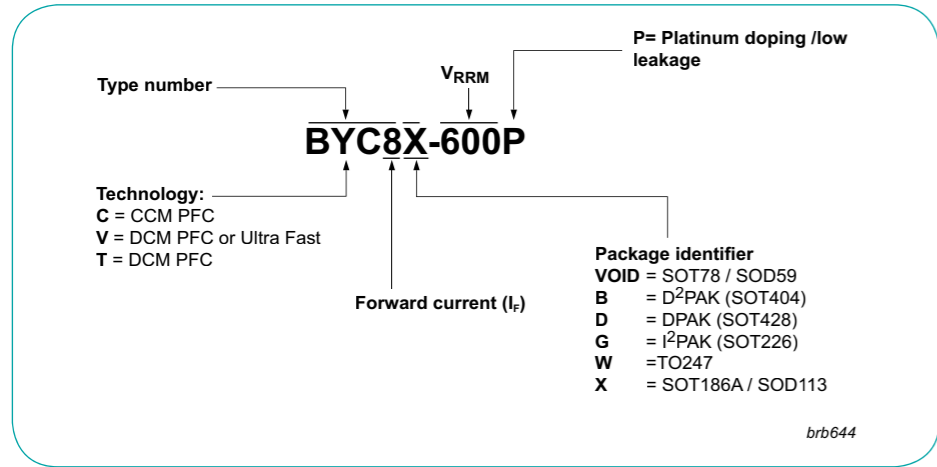 P= Platinum doping /low
leakage
VRRM
Type number
BYC8X-600P
Technology:
C = CCM PFC
V = DCM PFC or Ultra Fast
T = DCM PFC
Forward current (IF)
Package identifier
VOID = SOT78 / SOD59
B = D2PAK (SOT404)
D = DPAK (SOT428)
G = I2PAK (SOT226)
W =TO247
X = SOT186A / SOD113
brb644